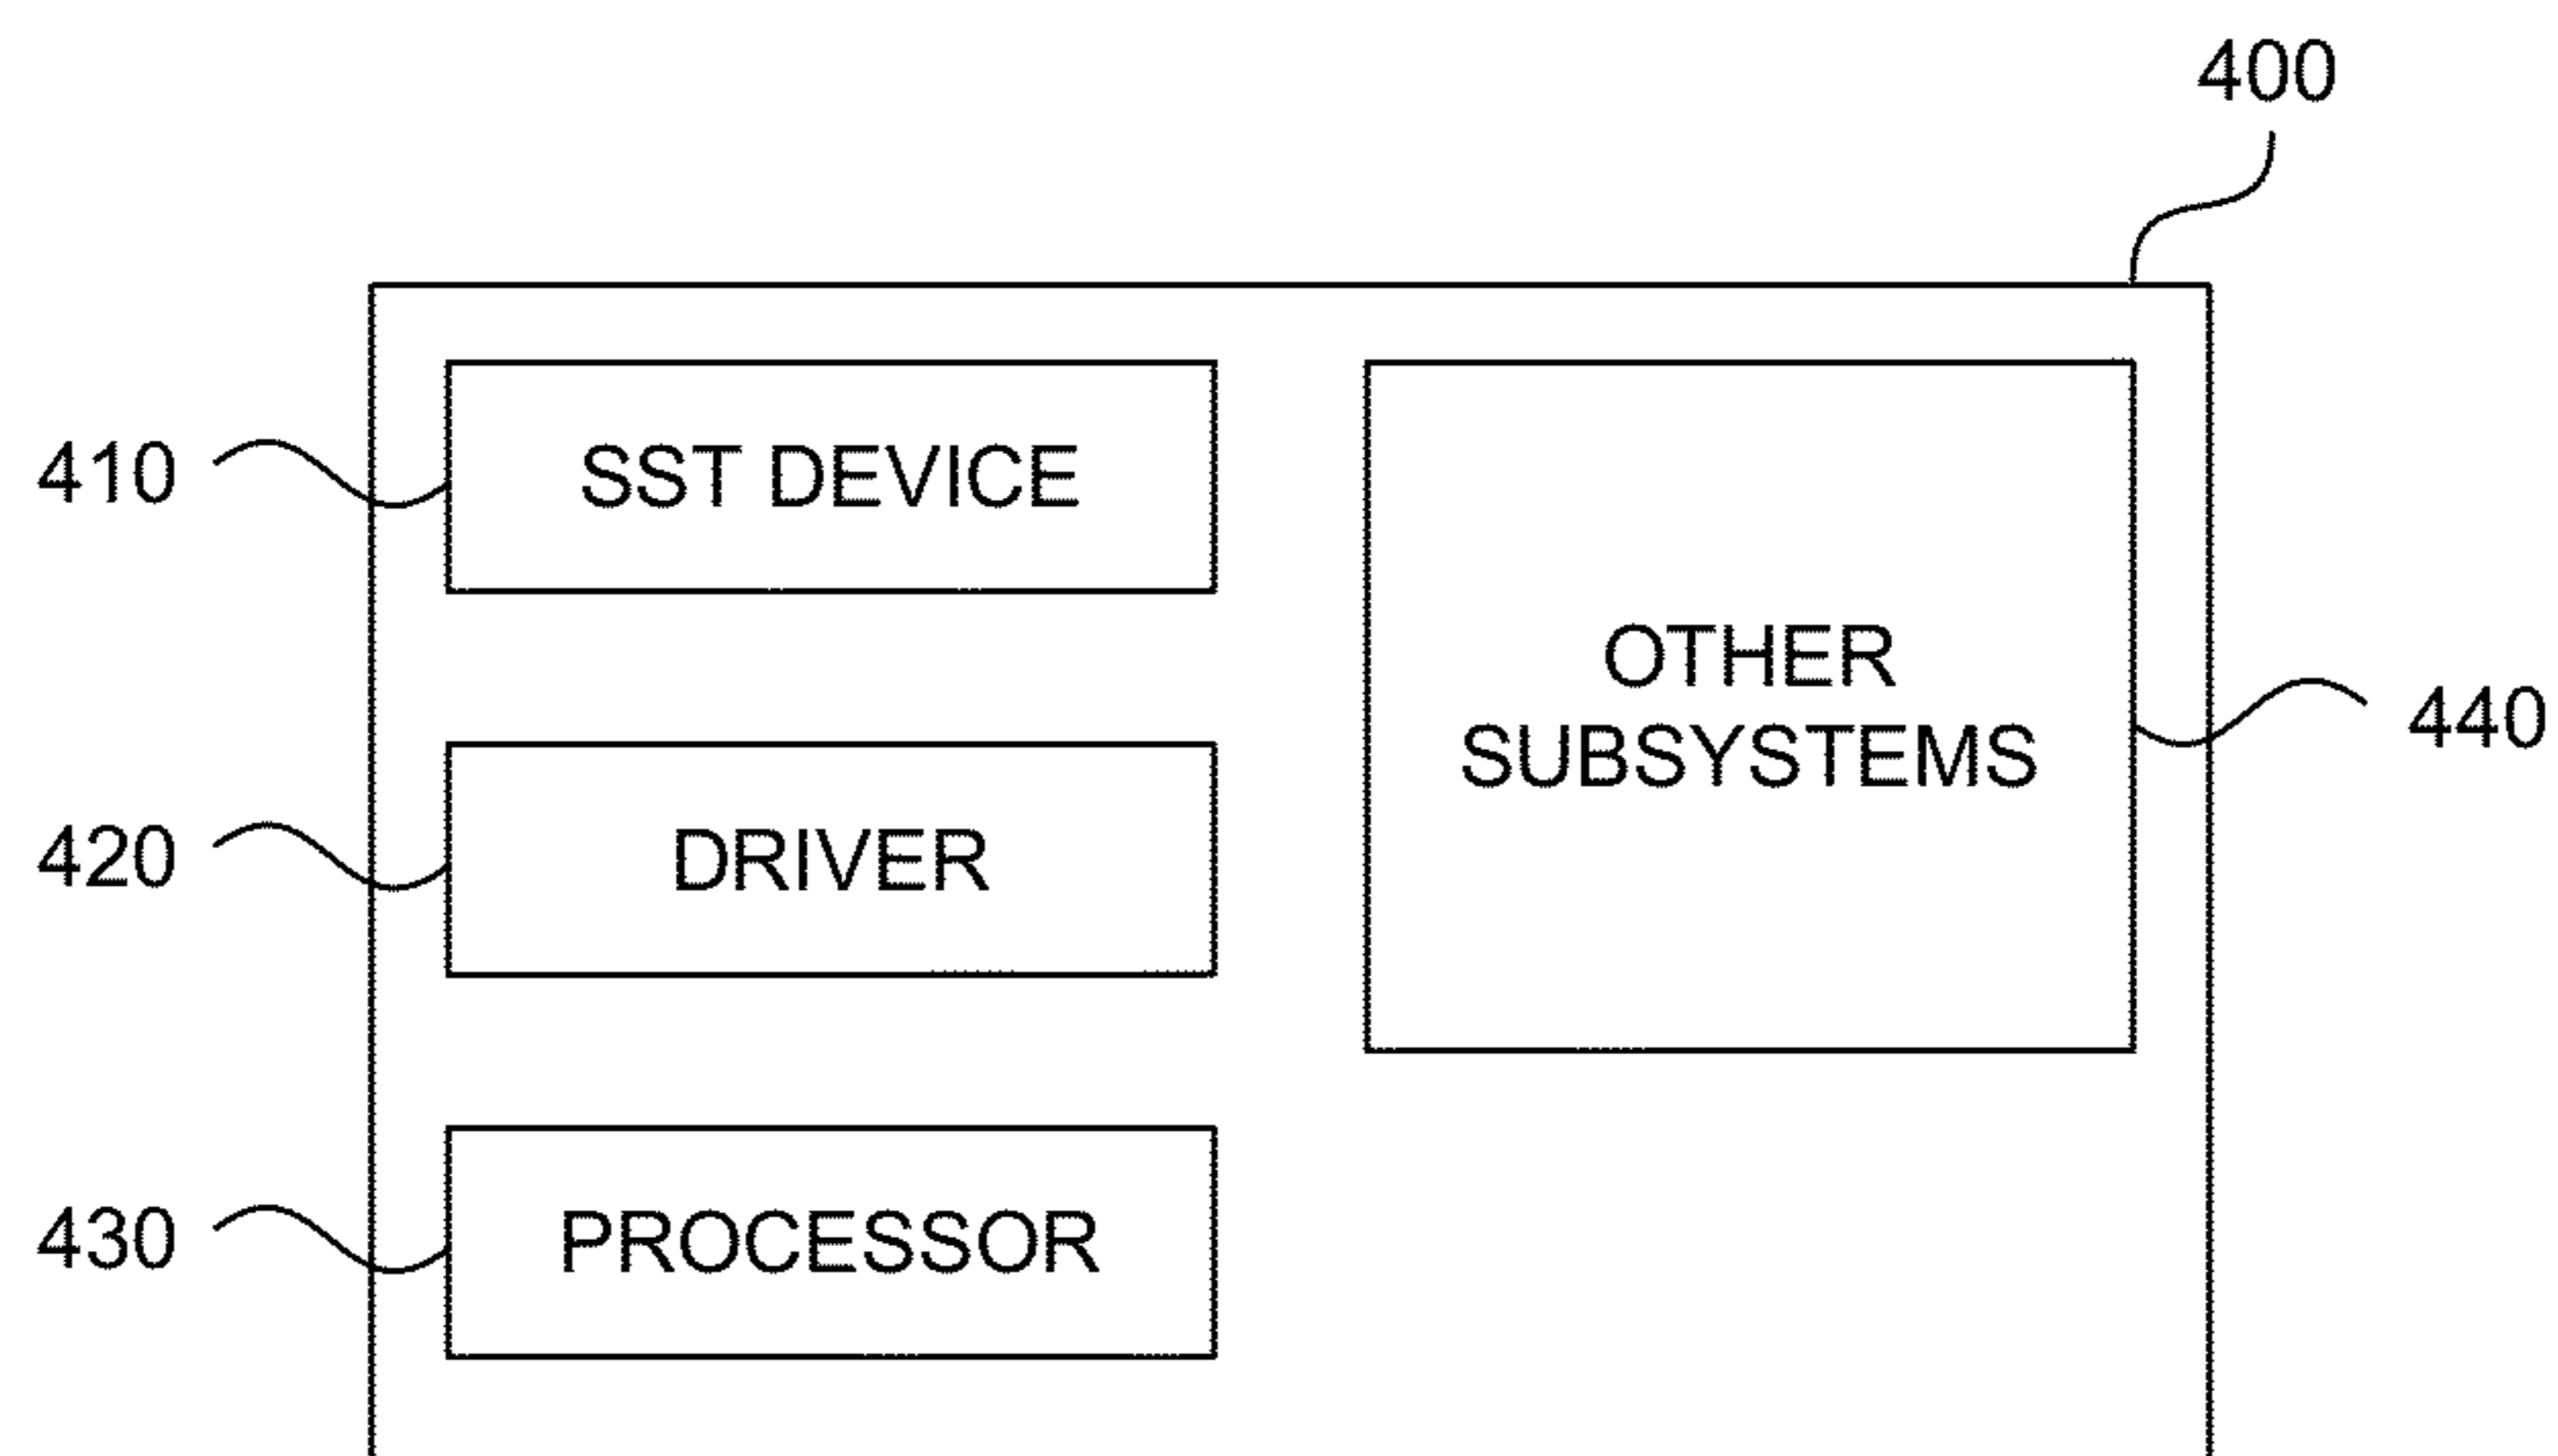 400
410
SST DEVICE
OTHER
SUBSYSTEMS
440
420
DRIVER
430
PROCESSOR